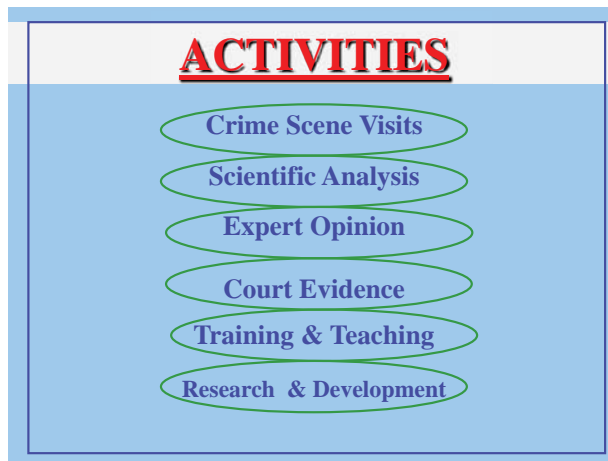 ACTIVITIES
Crime Scene Visits
Scientific Analysis
Expert Opinion
Court Evidence
Training & Teaching
Research & Development